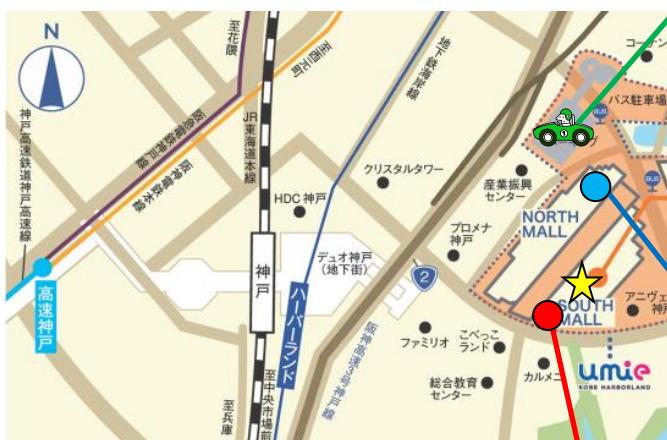 N
至花隈
至西元町
阪急電鉄神戸線
阪神電鉄本線
神戸高速鉄道神戸高速線
高速神戸
JR東海道本線
地下鉄海岸線
HDC 神戸
クリスタルタワー
神戸
ハーバーランド
デュオ神戸
（地下街）
2
阪神高速3号神戸線
プロメナ
神戸
産業振興
センター
ファミリオ
こべっこ
ランド
総合教育
センター
カルメニ
至兵庫
至中央市場前
コーナン
バス駐車場
BUS
1
BUS
NORTH
MALL
SOUTH
MALL
アニヴェ
神戸
umie
KOBE HARBORLAND